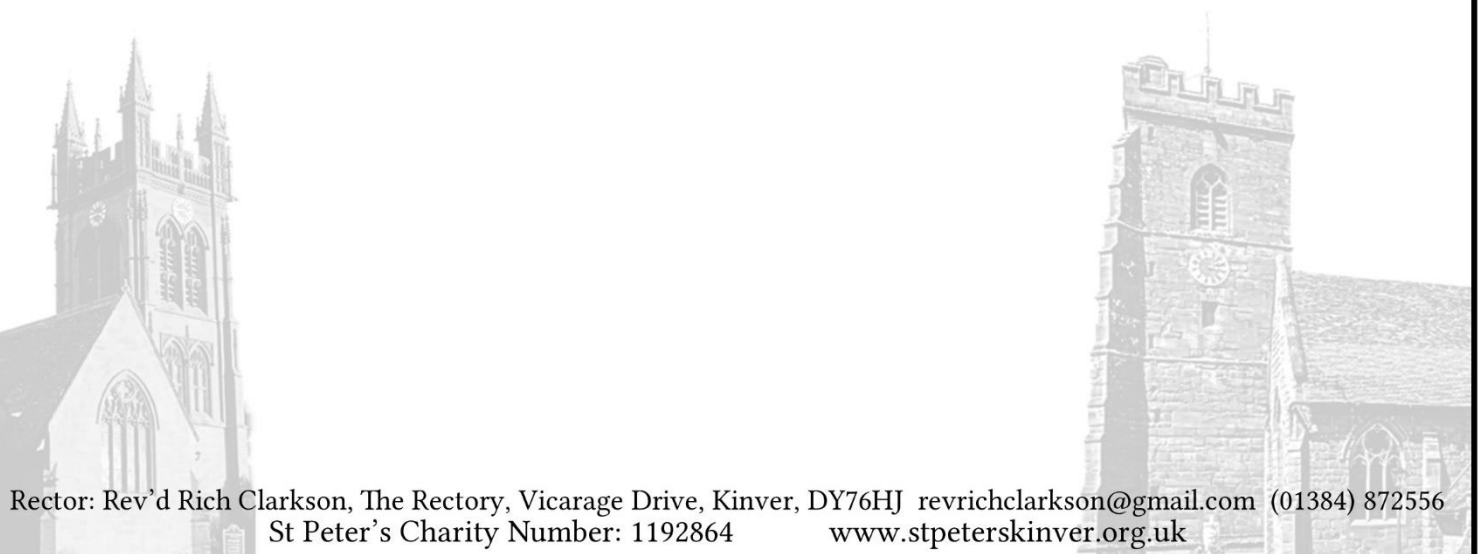 Rector: Rev’d Rich Clarkson, The Rectory, Vicarage Drive, Kinver, DY76HJ revrichclarkson@gmail.com (01384) 872556
St Peter’s Charity Number: 1192864 www.stpeterskinver.org.uk